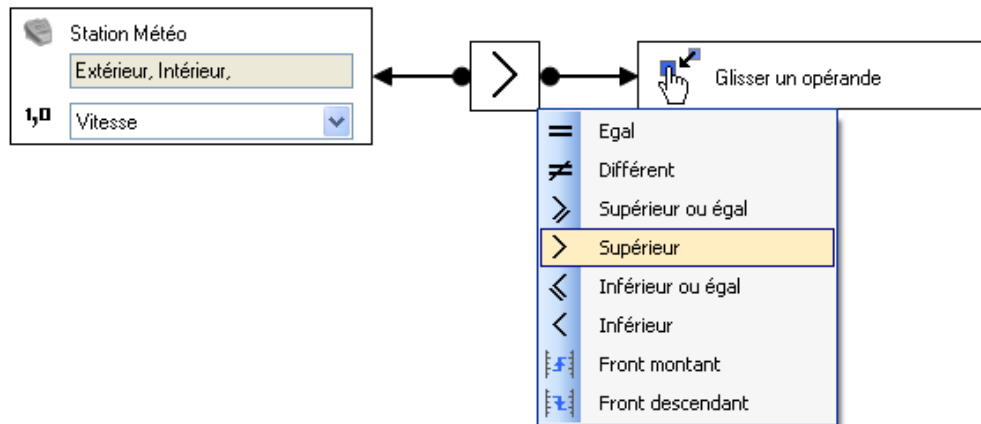 Station Météo
Extérieur, Intérieur,
1,0 Vitesse
> Glisser un opérande
= Egal
≠ Différent
⩾ Supérieur ou égal
> Supérieur
⩽ Inférieur ou égal
< Inférieur
Front montant
Front descendant